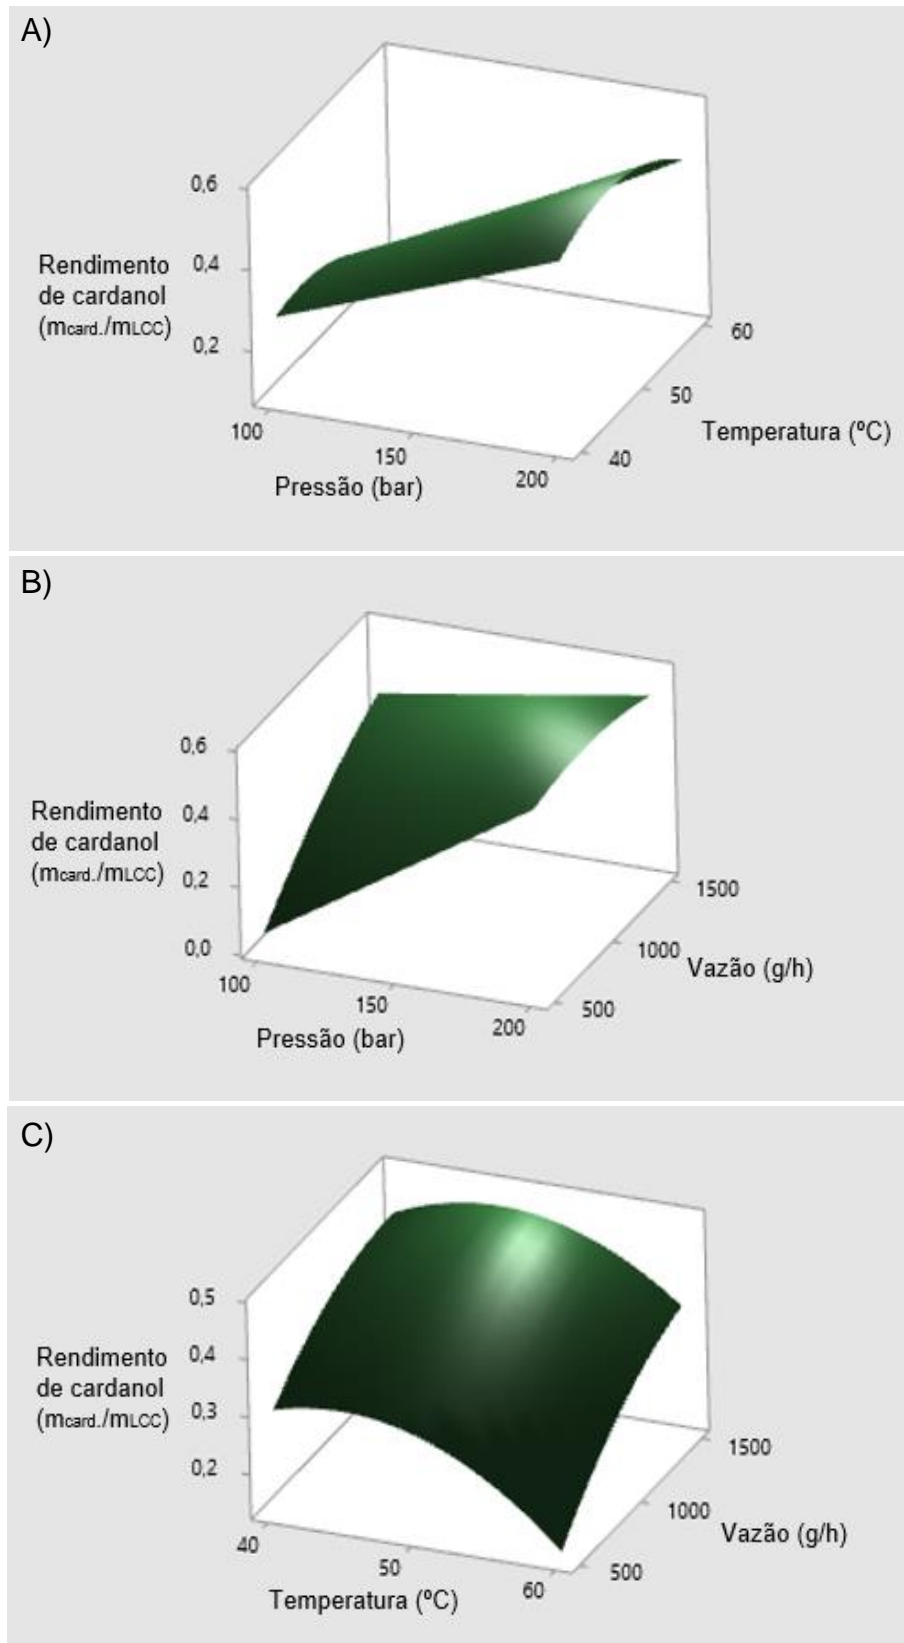 A)
0,6
Rendimento
de cardanol
(mcard./mLCC)
0,4
0,2
100
150
200
Pressão (bar)
40
50
60
Temperatura (ºC)
B)
0,6
Rendimento
de cardanol
(mcard./mLCC)
0,4
0,2
0,0
100
150
200
Pressão (bar)
500
1000
1500
Vazão (g/h)
C)
0,5
Rendimento
de cardanol
(mcard./mLCC)
0,4
0,3
0,2
40
50
60
Temperatura (ºC)
500
1000
1500
Vazão (g/h)